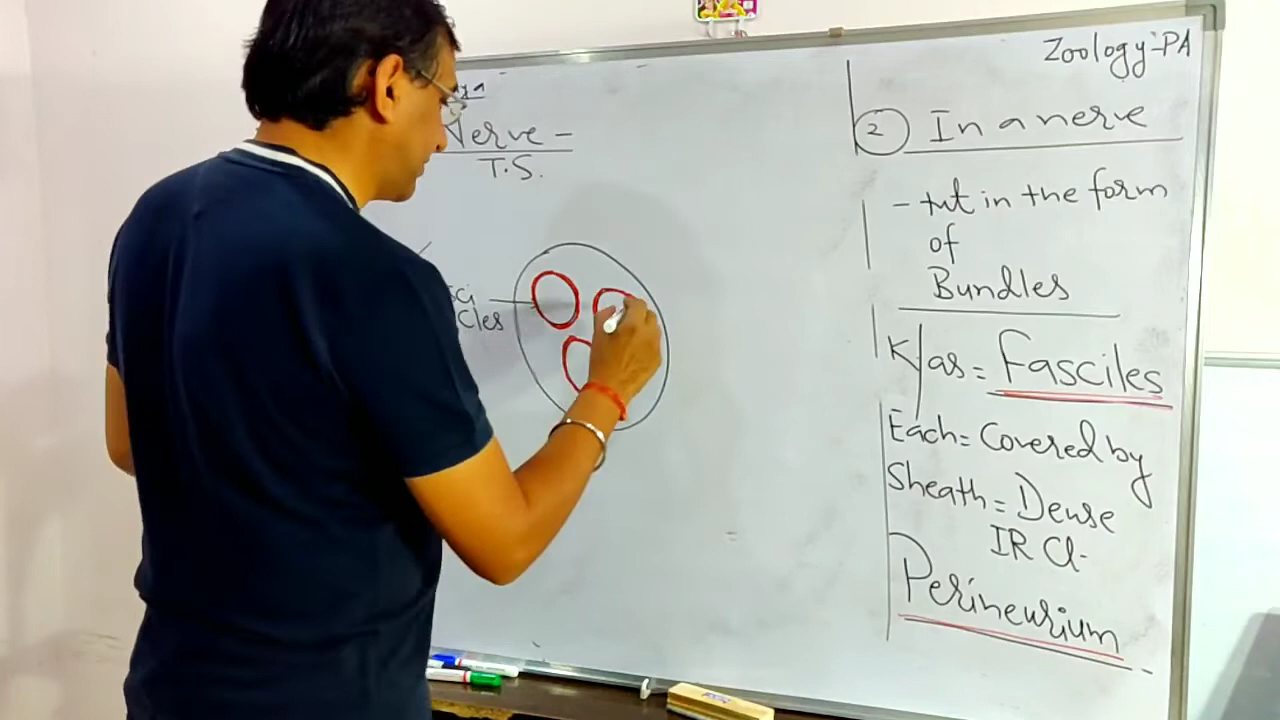 Zoology-PA
Nerve -
T.S.
sci
cles
2 In a nerve
- nt in the form
of
Bundles
K/as = Fasciles
Each = Covered by
Sheath = Dense
IR Ct-
Perineurium